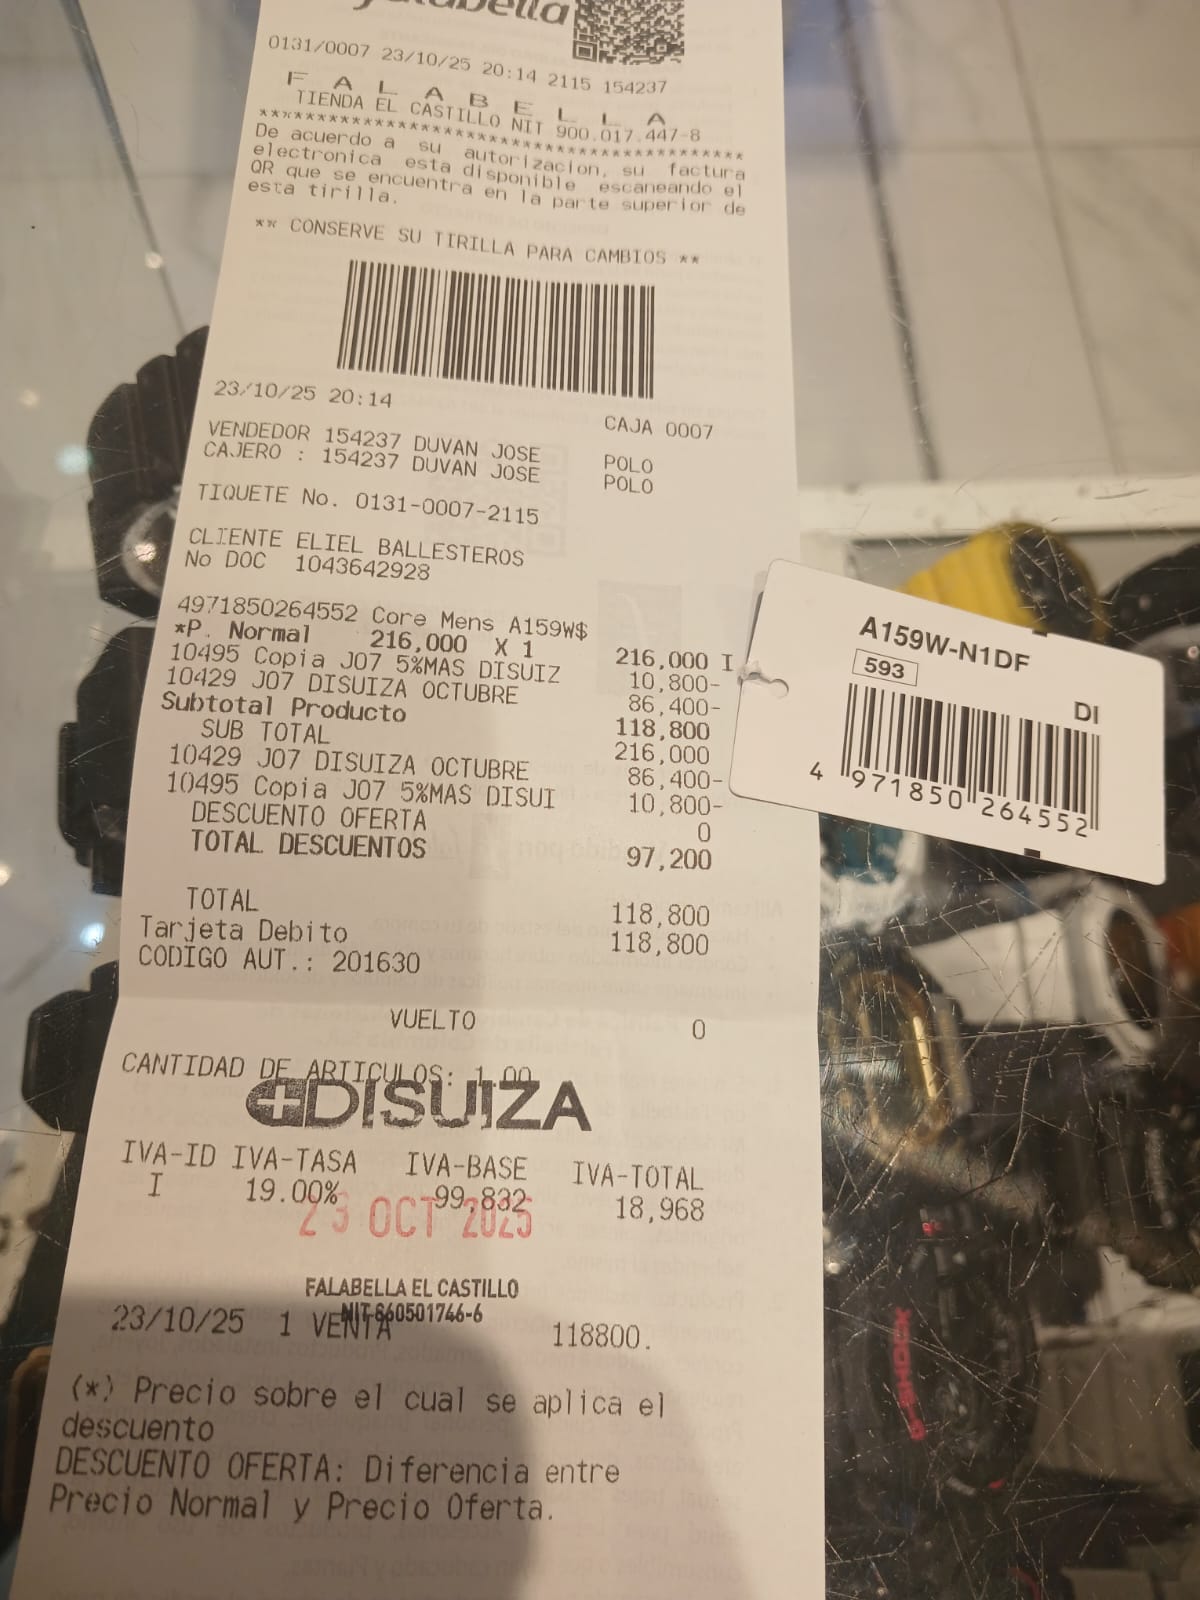 falabella
0131/0007 23/10/25 20:14 2115 154237
F A L A B E L L A
TIENDA EL CASTILLO NIT 900.017.447-8
******************************************
De acuerdo a su autorizacion, su factura
electronica esta disponible escaneando el
QR que se encuentra en la parte superior de
esta tirilla.
** CONSERVE SU TIRILLA PARA CAMBIOS **
23/10/25 20:14 CAJA 0007
VENDEDOR 154237 DUVAN JOSE POLO
CAJERO : 154237 DUVAN JOSE POLO
TIQUETE No. 0131-0007-2115
CLIENTE ELIEL BALLESTEROS
No DOC 1043642928
4971850264552 Core Mens A159W$
*P. Normal 216,000 X 1 216,000 I
10495 Copia J07 5%MAS DISUIZ 10,800-
10429 J07 DISUIZA OCTUBRE 86,400-
Subtotal Producto 118,800
SUB TOTAL 216,000
10429 J07 DISUIZA OCTUBRE 86,400-
10495 Copia J07 5%MAS DISUI 10,800-
DESCUENTO OFERTA 0
TOTAL DESCUENTOS 97,200
TOTAL 118,800
Tarjeta Debito 118,800
CODIGO AUT.: 201630
VUELTO 0
CANTIDAD DE ARTICULOS: 1.00
DISUIZA
IVA-ID IVA-TASA IVA-BASE IVA-TOTAL
I 19.00% 99,832 18,968
23 OCT 2025
FALABELLA EL CASTILLO
NIT 860501746-6
23/10/25 1 VENTA 118800.
(*) Precio sobre el cual se aplica el
descuento
DESCUENTO OFERTA: Diferencia entre
Precio Normal y Precio Oferta.
A159W-N1DF
593
DI
4 971850 264552
G-SHOCK